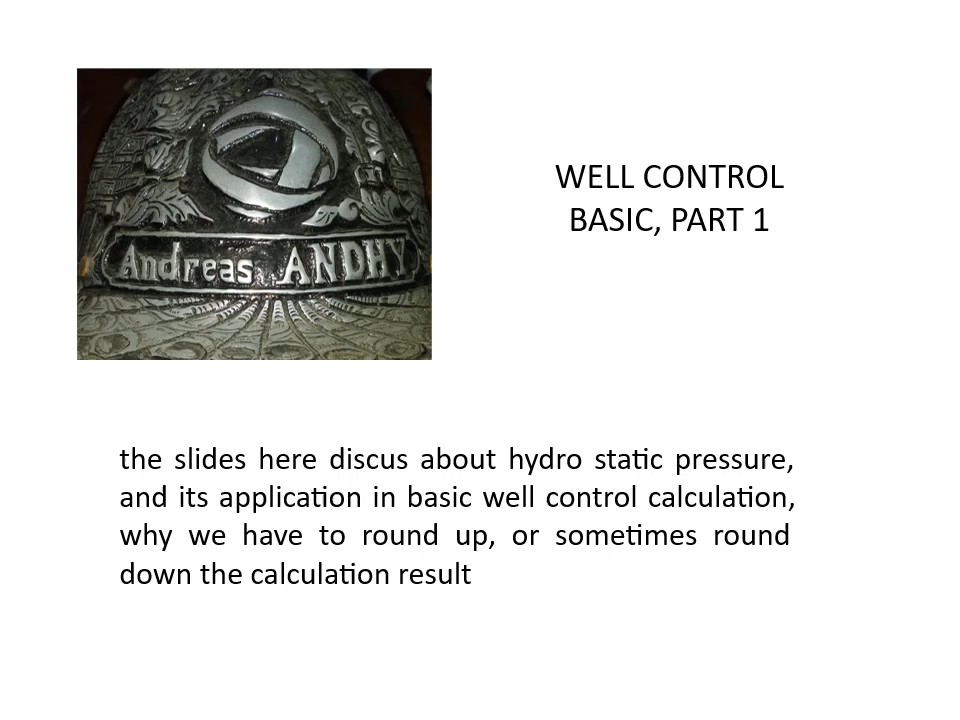 Andreas ANDHY
WELL CONTROL
BASIC, PART 1
the slides here discus about hydro static pressure,
and its application in basic well control calculation,
why we have to round up, or sometimes round
down the calculation result